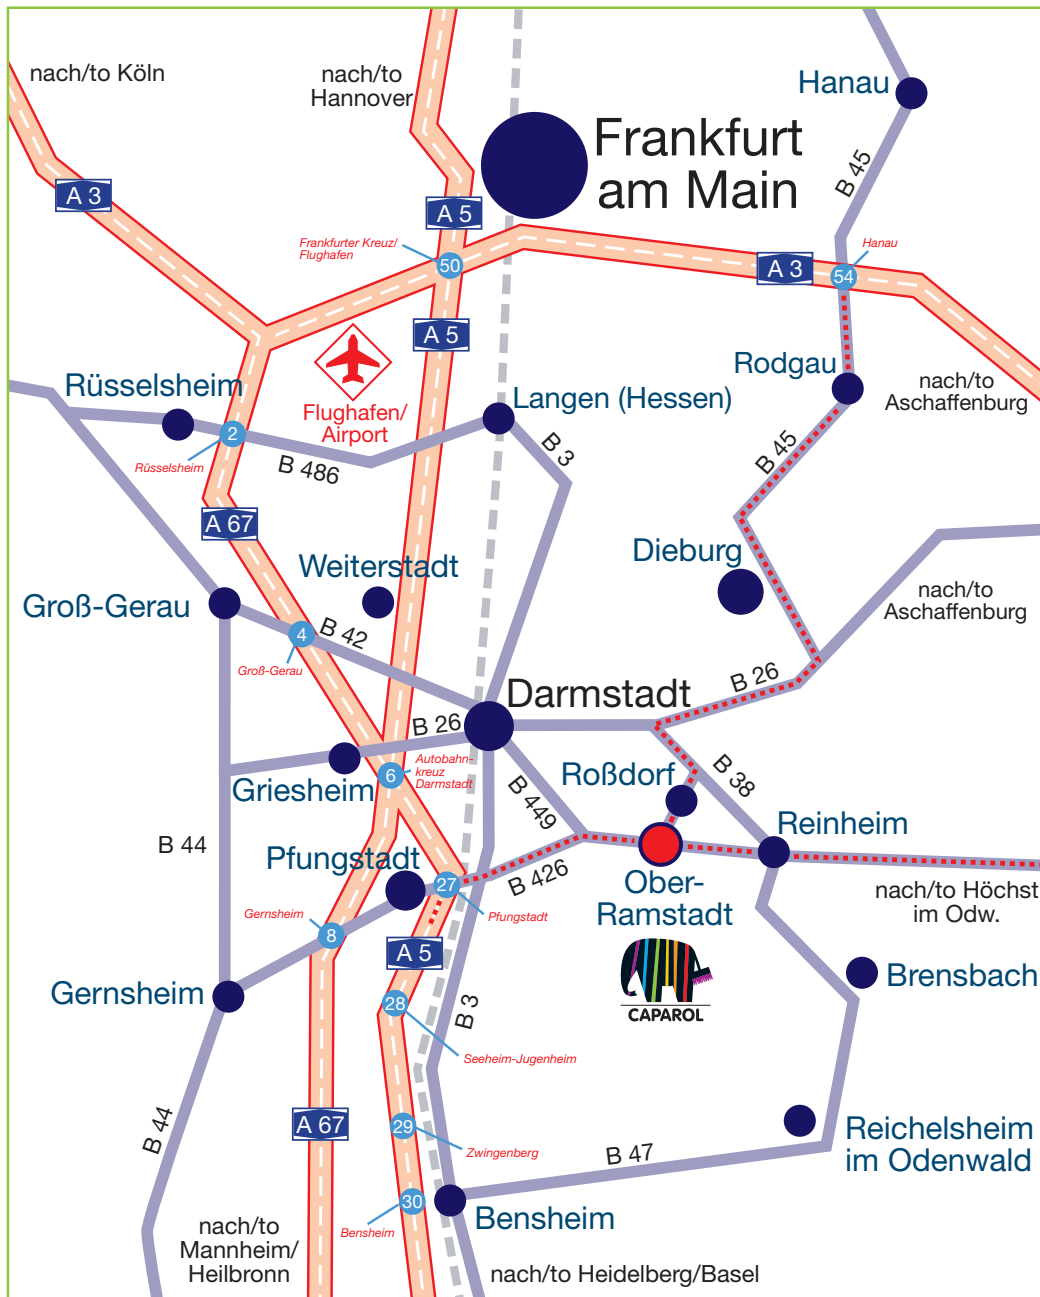 nach/to Köln
nach/to
Hannover
Hanau
Frankfurt
am Main
B 45
A 3
A 5
Frankfurter Kreuz/
Flughafen
50
A 3
Hanau
54
A 5
Rodgau
nach/to
Aschaffenburg
Rüsselsheim
Langen (Hessen)
Flughafen/
Airport
2
Rüsselsheim
B 486
B 3
B 45
A 67
Dieburg
Weiterstadt
nach/to
Aschaffenburg
Groß-Gerau
4
B 42
Groß-Gerau
B 26
Darmstadt
B 26
Autobahn-
kreuz
Darmstadt
6
Griesheim
Roßdorf
B 38
B 449
Reinheim
B 44
Pfungstadt
27
B 426
Ober-
Ramstadt
nach/to Höchst
im Odw.
Pfungstadt
Gernsheim
8
A 5
CAPAROL
Brensbach
Gernsheim
28
B 3
Seeheim-Jugenheim
B 44
A 67
29
Zwingenberg
B 47
Reichelsheim
im Odenwald
30
Bensheim
Bensheim
nach/to
Mannheim/
Heilbronn
nach/to Heidelberg/Basel